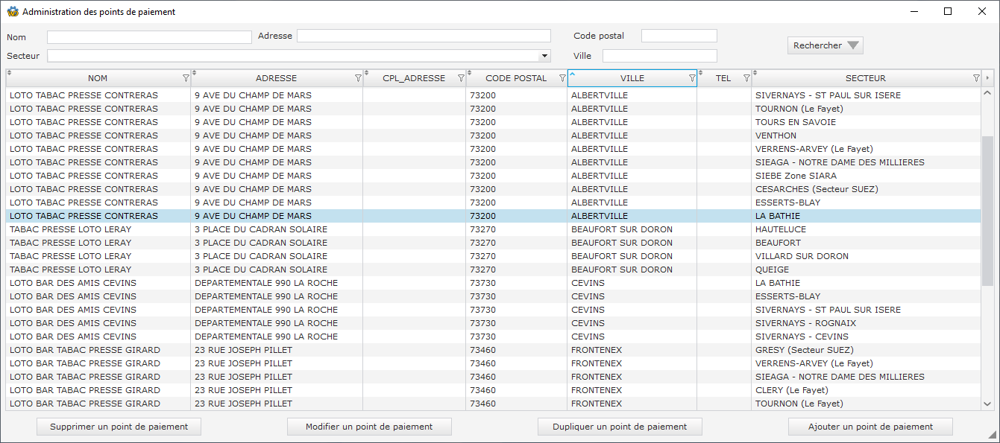 Administration des points de paiement
Nom Adresse Code postal Rechercher
Secteur Ville
NOM ADRESSE CPL_ADRESSE CODE POSTAL VILLE TEL SECTEUR
LOTO TABAC PRESSE CONTRERAS 9 AVE DU CHAMP DE MARS 73200 ALBERTVILLE SIVERNAYS - ST PAUL SUR ISERE
LOTO TABAC PRESSE CONTRERAS 9 AVE DU CHAMP DE MARS 73200 ALBERTVILLE TOURNON (Le Fayet)
LOTO TABAC PRESSE CONTRERAS 9 AVE DU CHAMP DE MARS 73200 ALBERTVILLE TOURS EN SAVOIE
LOTO TABAC PRESSE CONTRERAS 9 AVE DU CHAMP DE MARS 73200 ALBERTVILLE VENTHON
LOTO TABAC PRESSE CONTRERAS 9 AVE DU CHAMP DE MARS 73200 ALBERTVILLE VERRENS-ARVEY (Le Fayet)
LOTO TABAC PRESSE CONTRERAS 9 AVE DU CHAMP DE MARS 73200 ALBERTVILLE SIEAGA - NOTRE DAME DES MILLIERES
LOTO TABAC PRESSE CONTRERAS 9 AVE DU CHAMP DE MARS 73200 ALBERTVILLE SIEBE Zone SIARA
LOTO TABAC PRESSE CONTRERAS 9 AVE DU CHAMP DE MARS 73200 ALBERTVILLE CESARCHES (Secteur SUEZ)
LOTO TABAC PRESSE CONTRERAS 9 AVE DU CHAMP DE MARS 73200 ALBERTVILLE ESSERTS-BLAY
LOTO TABAC PRESSE CONTRERAS 9 AVE DU CHAMP DE MARS 73200 ALBERTVILLE LA BATHIE
TABAC PRESSE LOTO LERAY 3 PLACE DU CADRAN SOLAIRE 73270 BEAUFORT SUR DORON HAUTELUCE
TABAC PRESSE LOTO LERAY 3 PLACE DU CADRAN SOLAIRE 73270 BEAUFORT SUR DORON BEAUFORT
TABAC PRESSE LOTO LERAY 3 PLACE DU CADRAN SOLAIRE 73270 BEAUFORT SUR DORON VILLARD SUR DORON
TABAC PRESSE LOTO LERAY 3 PLACE DU CADRAN SOLAIRE 73270 BEAUFORT SUR DORON QUEIGE
LOTO BAR DES AMIS CEVINS DEPARTEMENTALE 990 LA ROCHE 73730 CEVINS LA BATHIE
LOTO BAR DES AMIS CEVINS DEPARTEMENTALE 990 LA ROCHE 73730 CEVINS ESSERTS-BLAY
LOTO BAR DES AMIS CEVINS DEPARTEMENTALE 990 LA ROCHE 73730 CEVINS SIVERNAYS - ST PAUL SUR ISERE
LOTO BAR DES AMIS CEVINS DEPARTEMENTALE 990 LA ROCHE 73730 CEVINS SIVERNAYS - ROGNAIX
LOTO BAR DES AMIS CEVINS DEPARTEMENTALE 990 LA ROCHE 73730 CEVINS SIVERNAYS - CEVINS
LOTO BAR TABAC PRESSE GIRARD 23 RUE JOSEPH PILLET 73460 FRONTENEX GRESY (Secteur SUEZ)
LOTO BAR TABAC PRESSE GIRARD 23 RUE JOSEPH PILLET 73460 FRONTENEX VERRENS-ARVEY (Le Fayet)
LOTO BAR TABAC PRESSE GIRARD 23 RUE JOSEPH PILLET 73460 FRONTENEX SIEAGA - NOTRE DAME DES MILLIERES
LOTO BAR TABAC PRESSE GIRARD 23 RUE JOSEPH PILLET 73460 FRONTENEX CLERY (Le Fayet)
LOTO BAR TABAC PRESSE GIRARD 23 RUE JOSEPH PILLET 73460 FRONTENEX TOURNON (Le Fayet)
Supprimer un point de paiement Modifier un point de paiement Dupliquer un point de paiement Ajouter un point de paiement